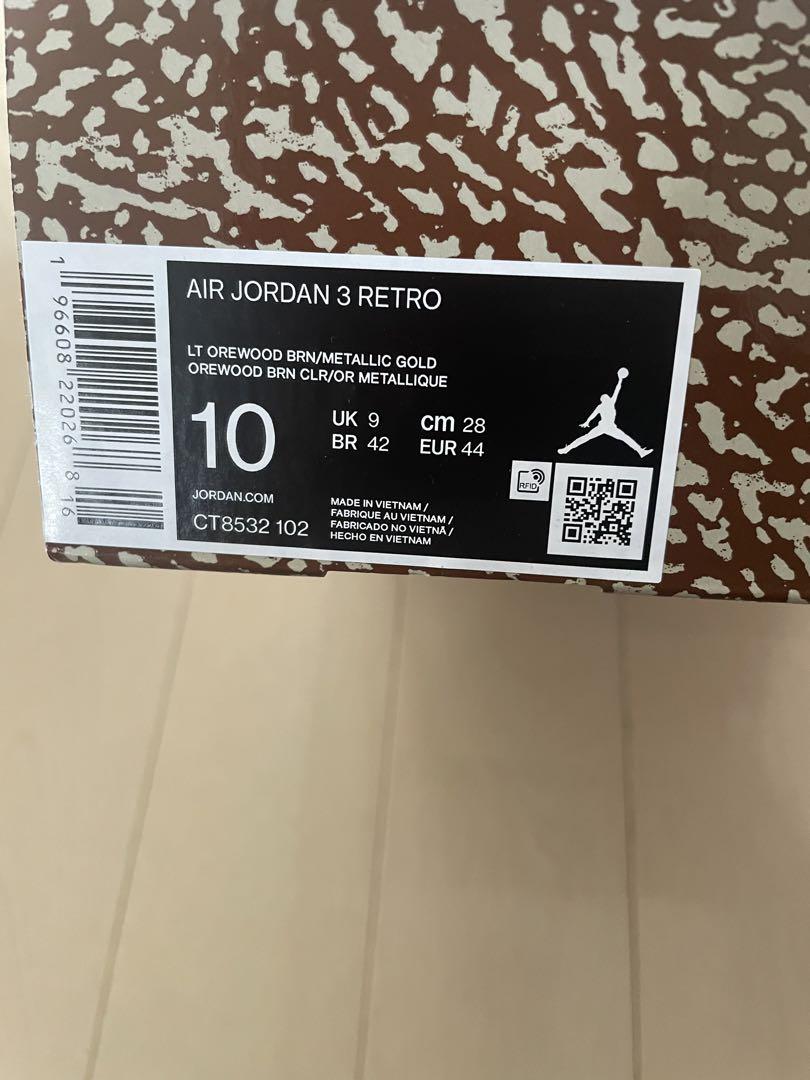 AIR JORDAN 3 RETRO
LT OREWOOD BRN/METALLIC GOLD
OREWOOD BRN CLR/OR METALLIQUE
10
UK 9 cm 28
BR 42 EUR 44
JORDAN.COM
CT8532 102
MADE IN VIETNAM /
FABRIQUE AU VIETNAM /
FABRICADO NO VIETNÃ /
HECHO EN VIETNAM
RFID
1 96608 22026 8 16